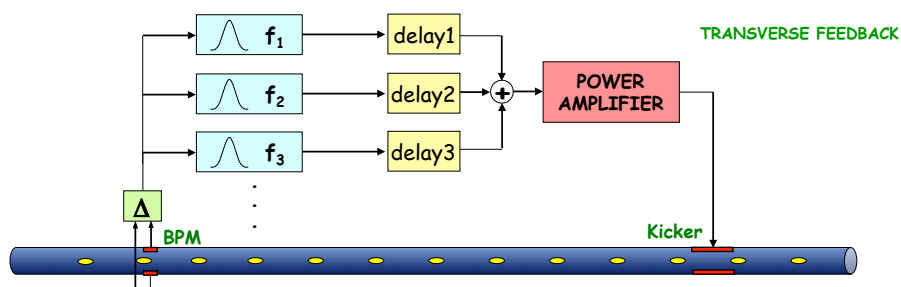 f1 delay1
TRANSVERSE FEEDBACK
f2 delay2 + POWER
AMPLIFIER
f3 delay3
Δ
BPM
Kicker